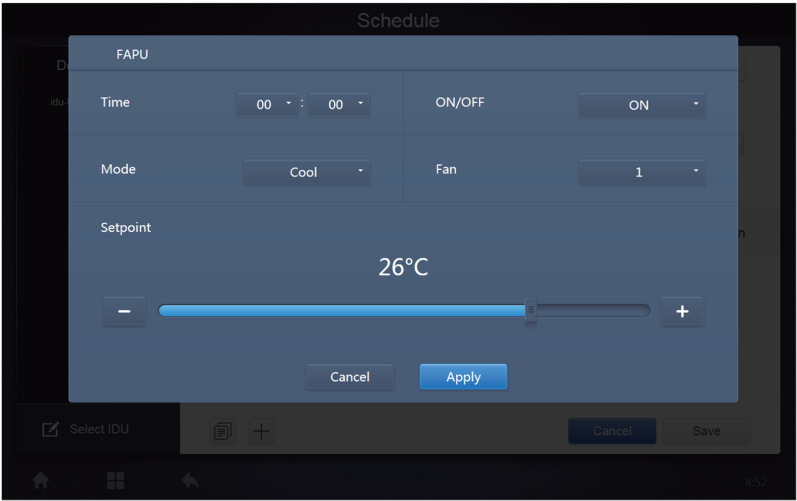 Schedule
FAPU
Time 00 : 00 ON/OFF ON
Mode Cool Fan 1
Setpoint
26°C
− +
Cancel Apply
Select IDU Cancel Save
8:52